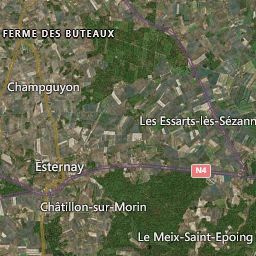 FERME DES BUTEAUX
Champguyon
Les Essarts-lès-Sézann
Esternay
N4
Châtillon-sur-Morin
Le Meix-Saint-Epoing